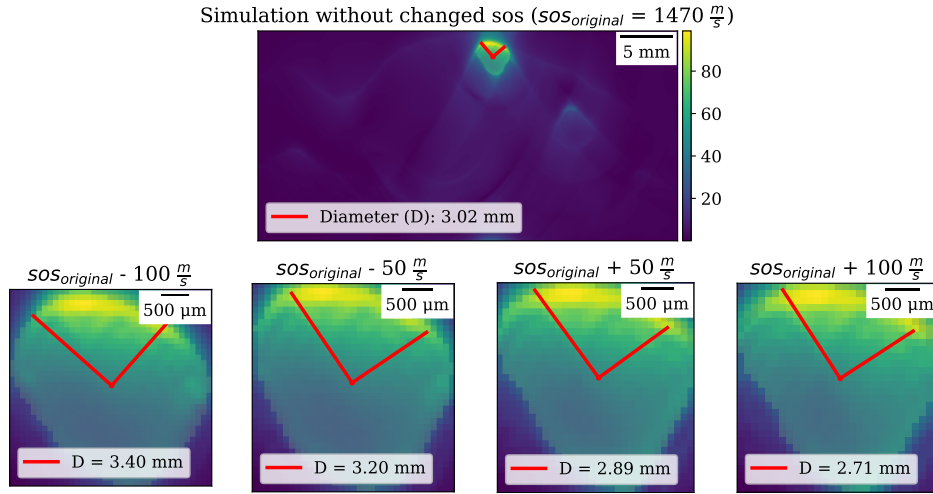 Simulation without changed sos (sos_original = 1470 m/s)
5 mm
80
60
40
20
Diameter (D): 3.02 mm
sos_original - 100 m/s
sos_original - 50 m/s
sos_original + 50 m/s
sos_original + 100 m/s
500 µm
500 µm
500 µm
500 µm
D = 3.40 mm
D = 3.20 mm
D = 2.89 mm
D = 2.71 mm